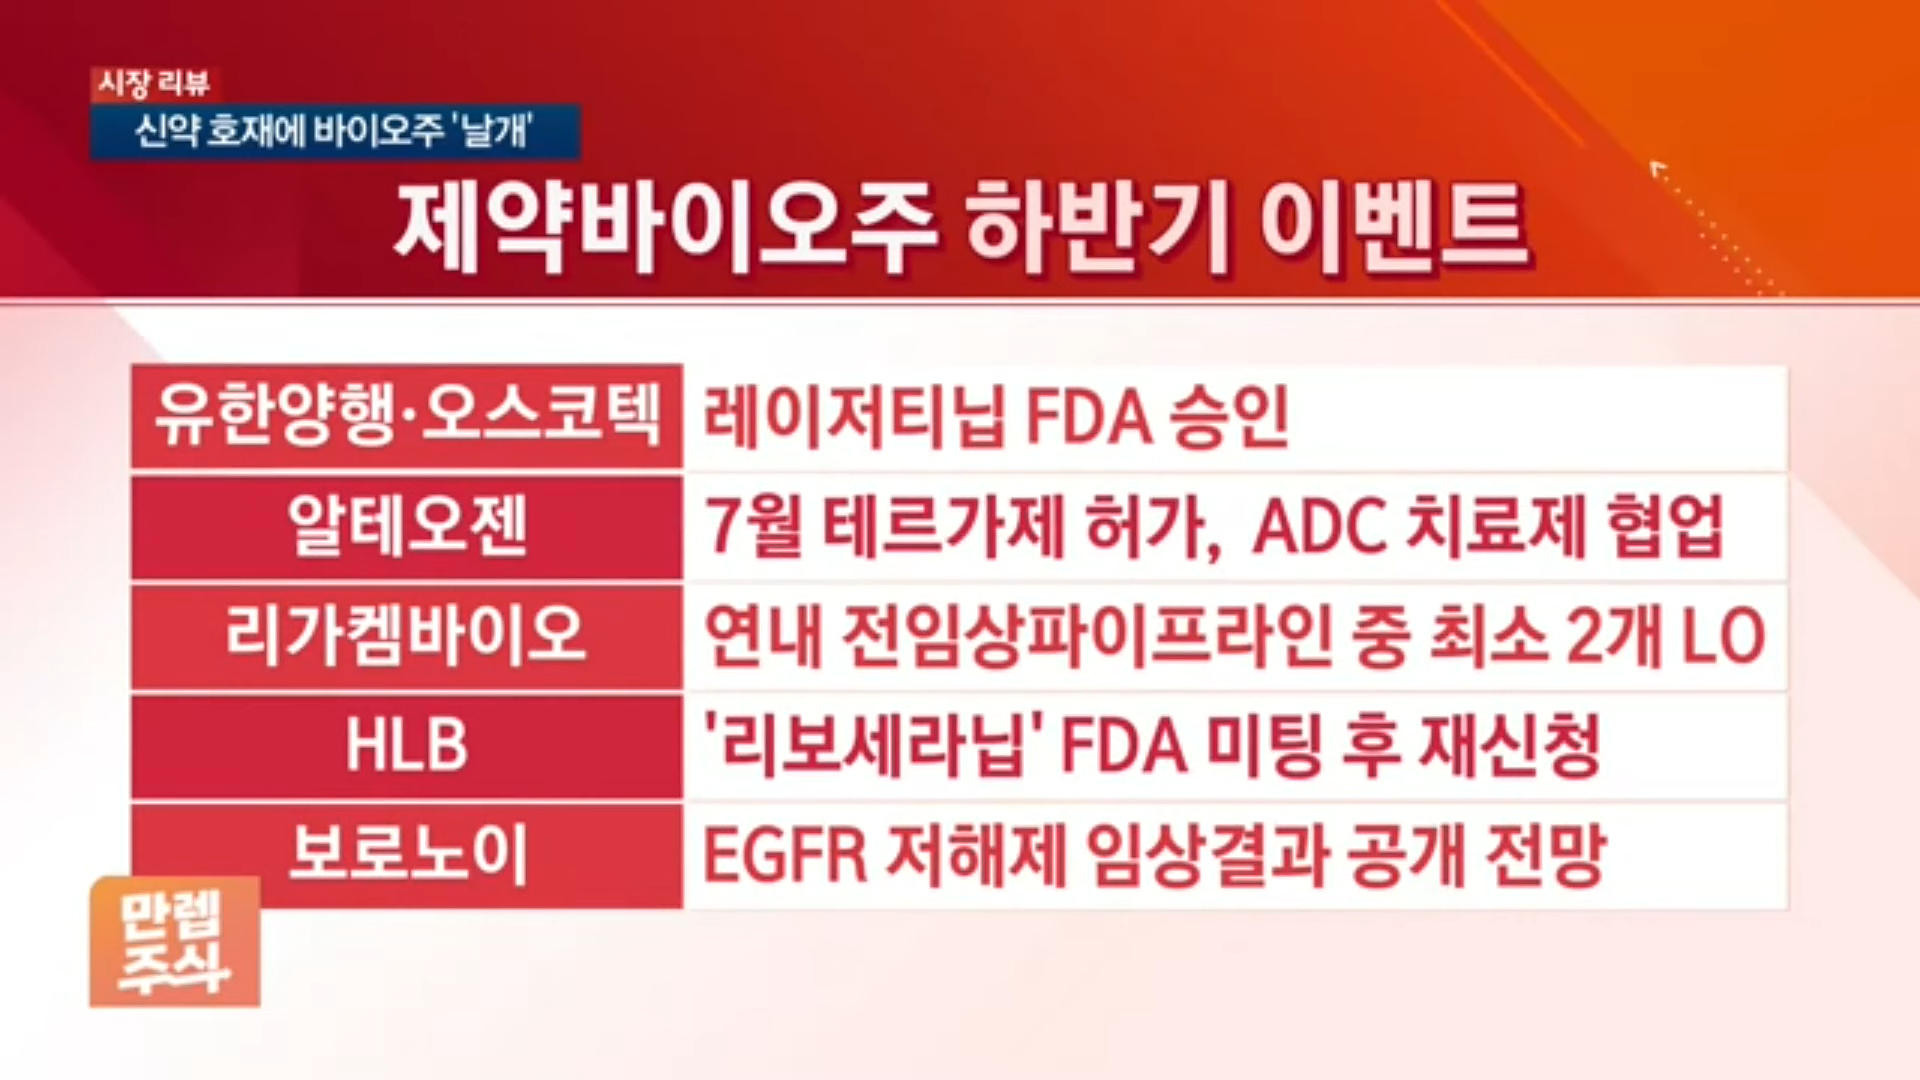 시장 리뷰
신약 호재에 바이오주 '날개'
제약바이오주 하반기 이벤트
유한양행·오스코텍 레이저티닙 FDA 승인
알테오젠 7월 테르가제 허가, ADC 치료제 협업
리가켐바이오 연내 전임상파이프라인 중 최소 2개 LO
HLB '리보세라닙' FDA 미팅 후 재신청
보로노이 EGFR 저해제 임상결과 공개 전망
만렙
주식